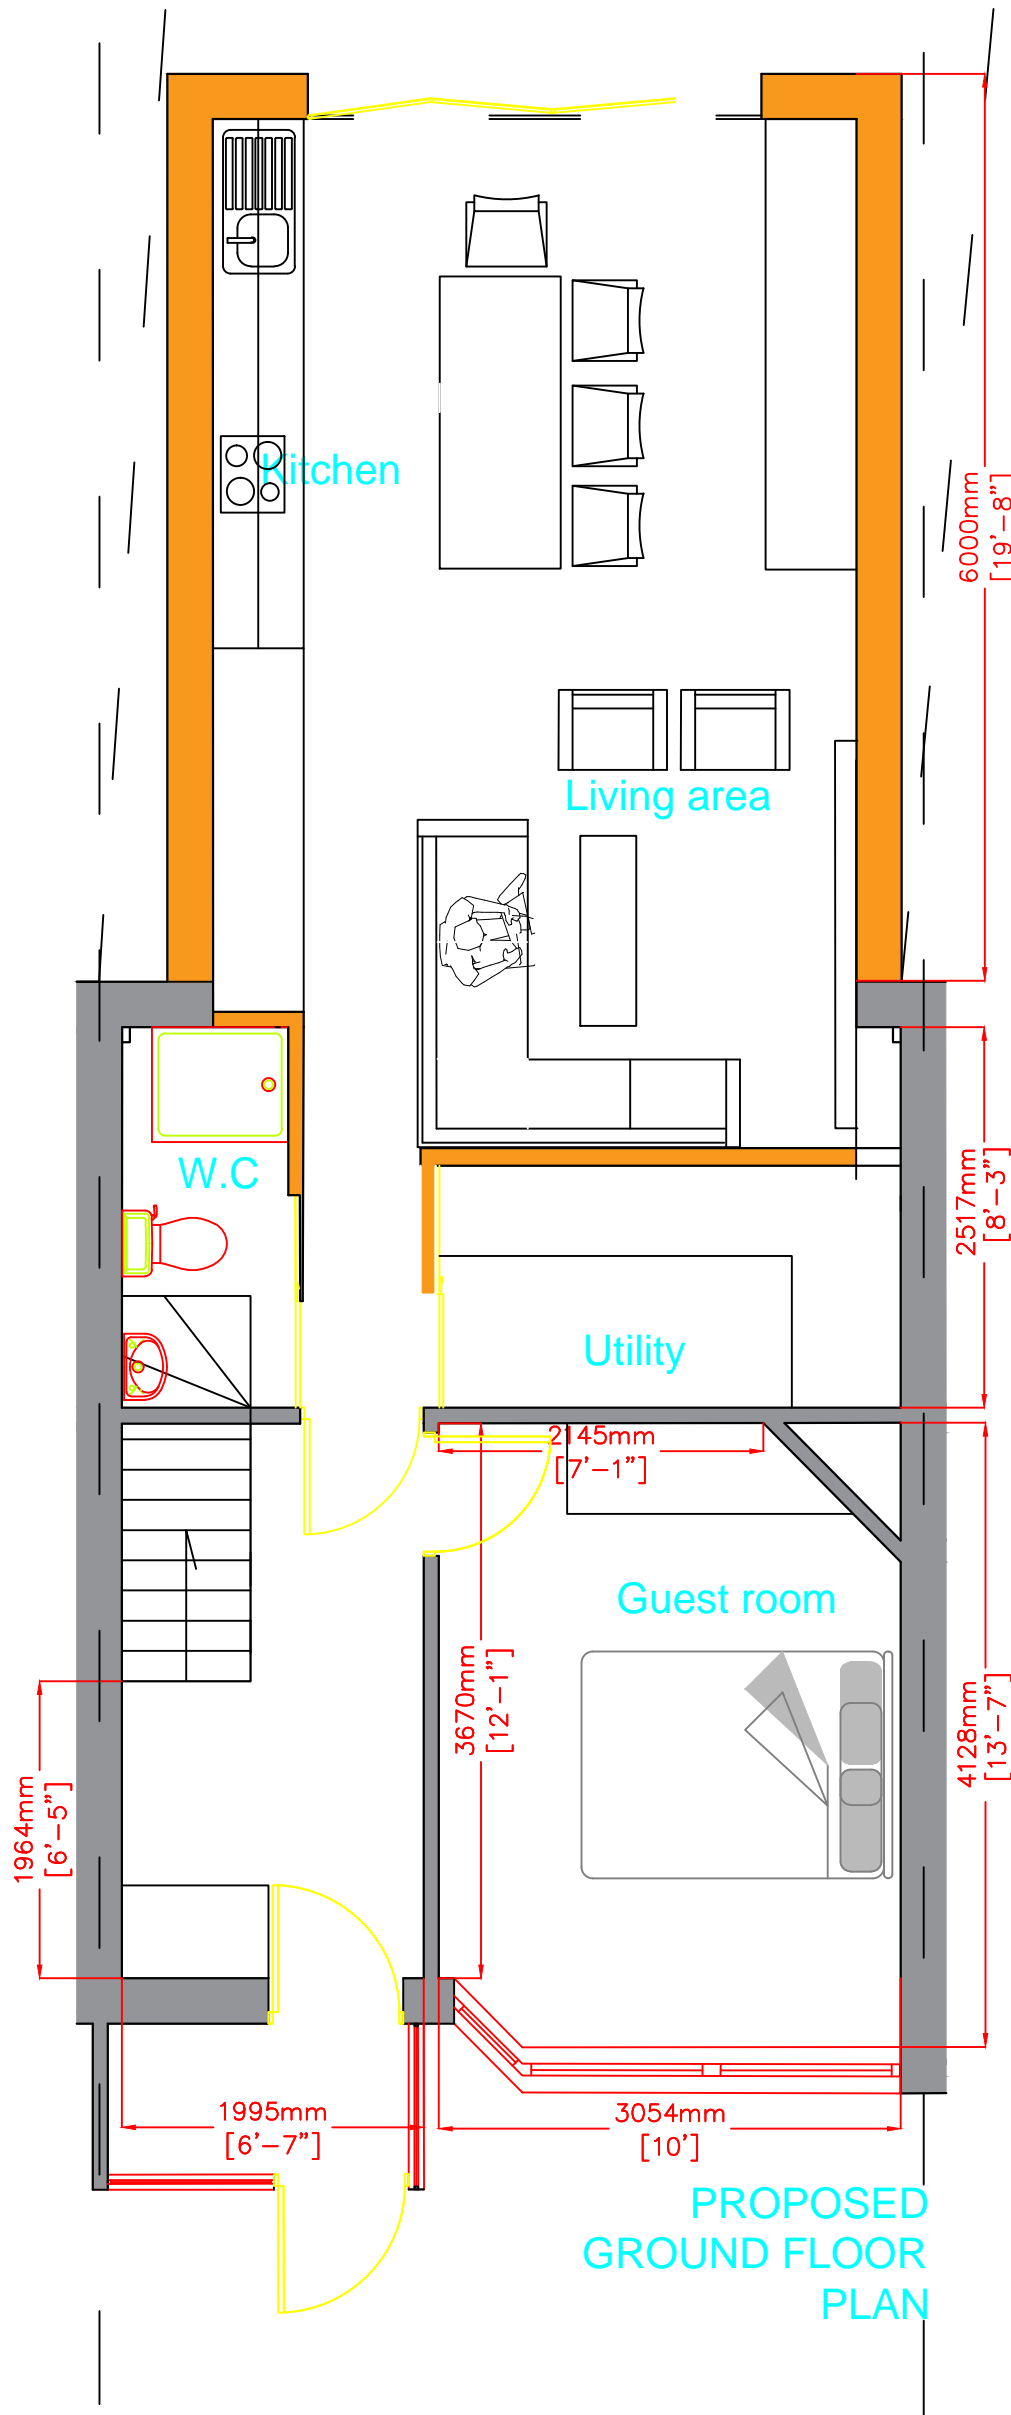 Kitchen
6000mm
[19'-8"]
Living area
W.C
2517mm
[8'-3"]
Utility
2145mm
[7'-1"]
Guest room
3670mm
[12'-1"]
4128mm
[13'-7"]
1964mm
[6'-5"]
1995mm
[6'-7"]
3054mm
[10']
PROPOSED
GROUND FLOOR
PLAN